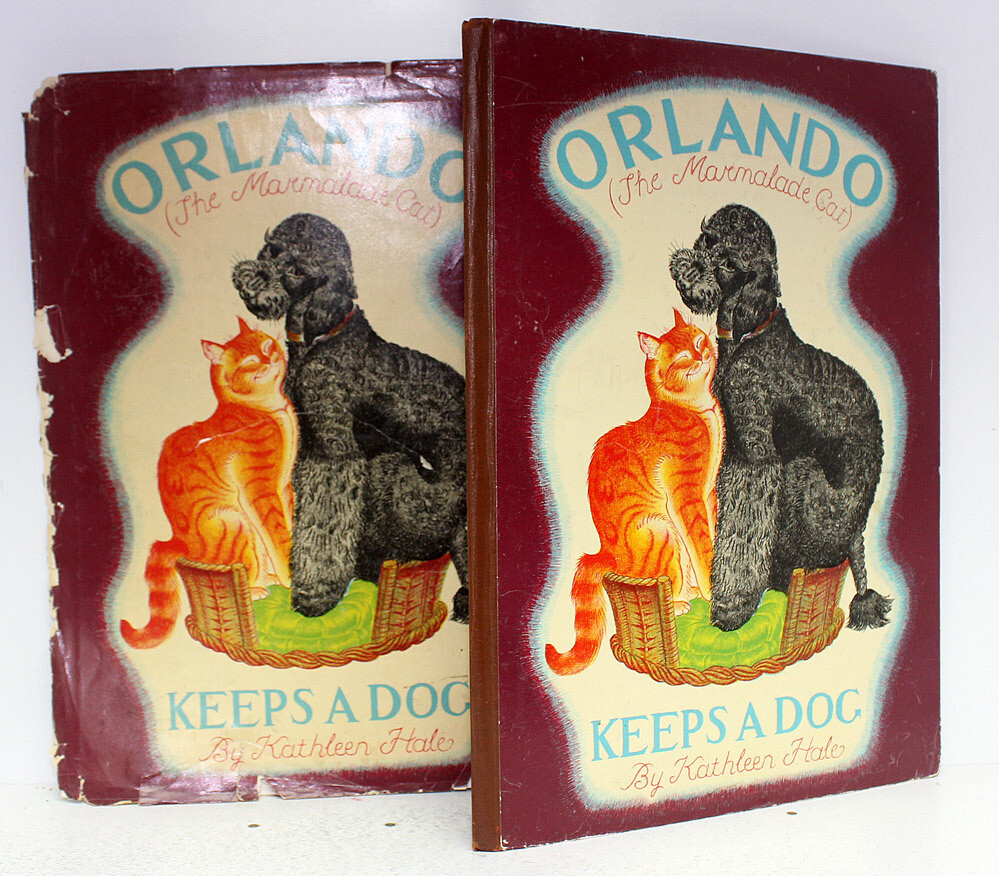 ORLANDO
(The Marmalade Cat)
KEEPS A DOG
By Kathleen Hale
ORLANDO
(The Marmalade Cat)
KEEPS A DOG
By Kathleen Hale